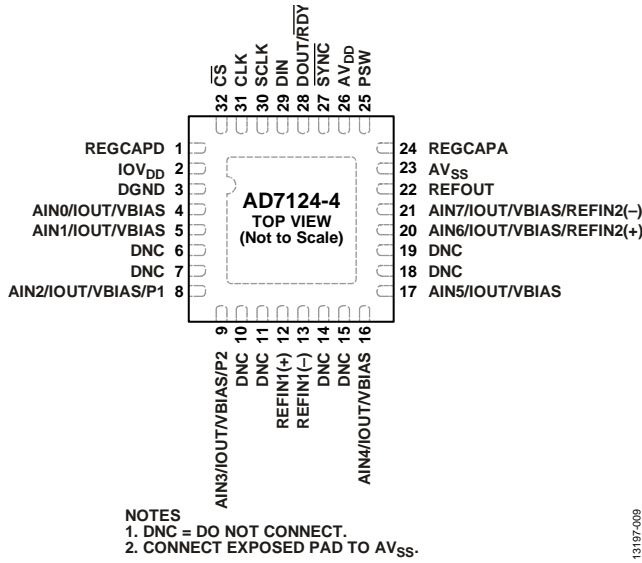 32 C̅S̅
31 CLK
30 SCLK
29 DIN
28 DOUT/R̅D̅Y̅
27 S̅Y̅N̅C̅
26 AVDD
25 PSW
REGCAPD 1
IOVDD 2
DGND 3
AIN0/IOUT/VBIAS 4
AIN1/IOUT/VBIAS 5
DNC 6
DNC 7
AIN2/IOUT/VBIAS/P1 8
AD7124-4
TOP VIEW
(Not to Scale)
24 REGCAPA
23 AVSS
22 REFOUT
21 AIN7/IOUT/VBIAS/REFIN2(–)
20 AIN6/IOUT/VBIAS/REFIN2(+)
19 DNC
18 DNC
17 AIN5/IOUT/VBIAS
AIN3/IOUT/VBIAS/P2 9
DNC 10
DNC 11
REFIN1(+) 12
REFIN1(–) 13
DNC 14
DNC 15
AIN4/IOUT/VBIAS 16
NOTES
1. DNC = DO NOT CONNECT.
2. CONNECT EXPOSED PAD TO AVSS.
13197-009